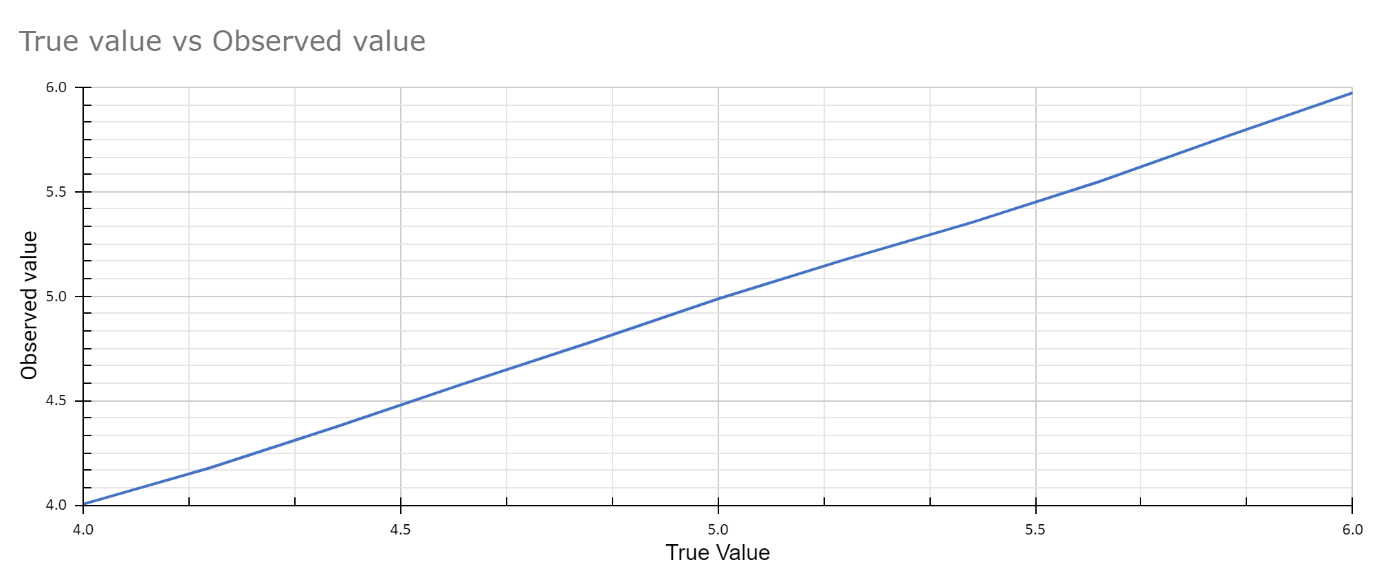 True value vs Observed value
Observed value
6.0
5.5
5.0
4.5
4.0
4.0 4.5 5.0 5.5 6.0
True Value